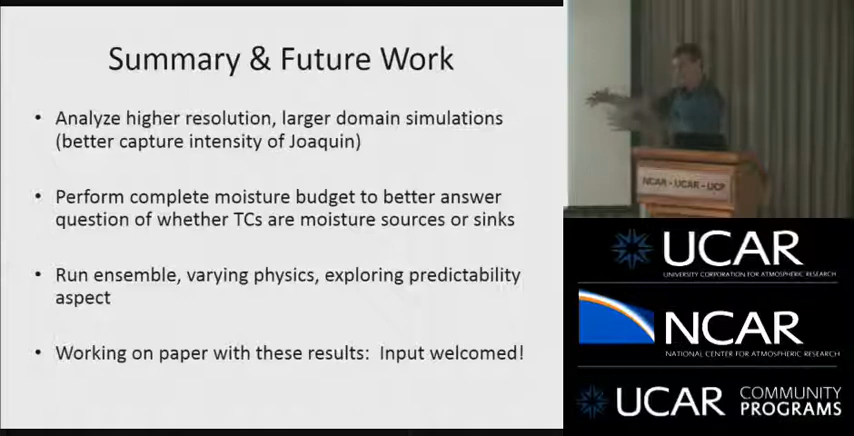 Summary & Future Work
• Analyze higher resolution, larger domain simulations
(better capture intensity of Joaquin)
• Perform complete moisture budget to better answer
question of whether TCs are moisture sources or sinks
• Run ensemble, varying physics, exploring predictability
aspect
• Working on paper with these results: Input welcomed!
NCAR - UCAR - UCP
UCAR
UNIVERSITY CORPORATION FOR ATMOSPHERIC RESEARCH
NCAR
NATIONAL CENTER FOR ATMOSPHERIC RESEARCH
UCAR COMMUNITY
PROGRAMS